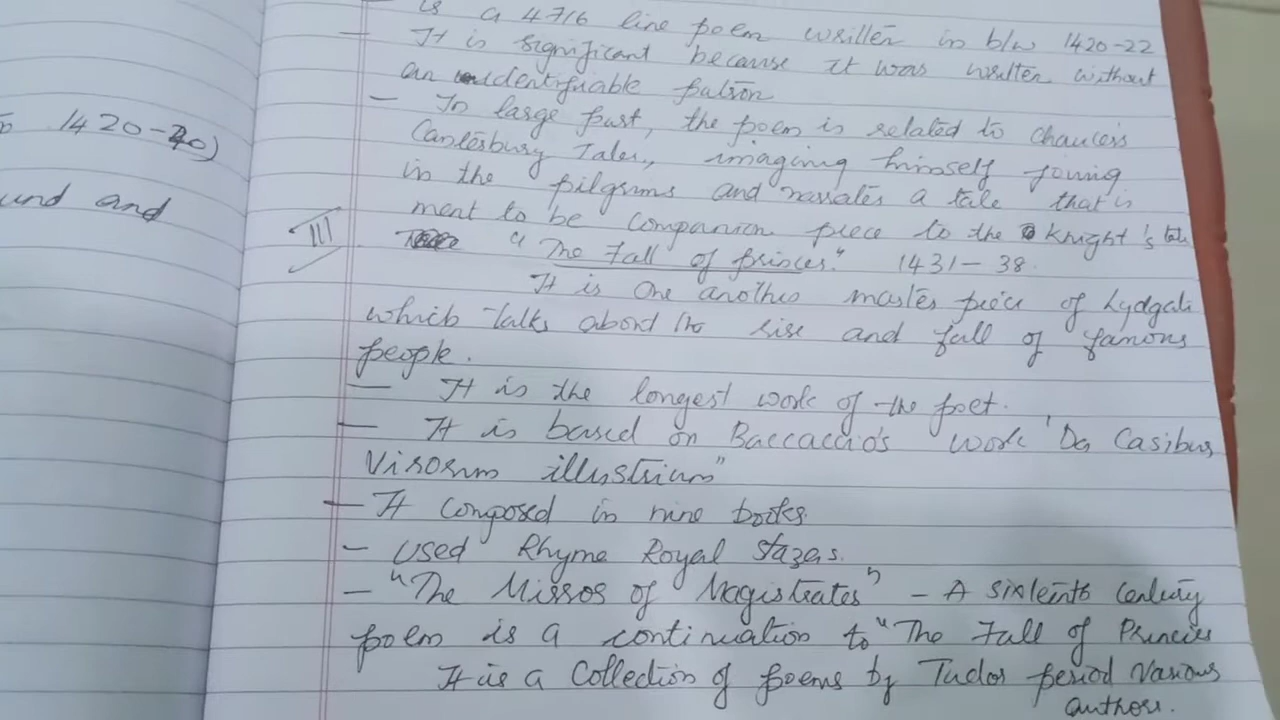 1420-40)
und and
is a 4716 line poem written in b/w 1420-22
— It is significant because it was written without
an identifiable patron
— In large part, the poem is related to chaucer's
Canterbury Tales, imagining himself joining
in the pilgrims and narrates a tale that is
ment to be companion piece to the Knight's tale
III "The Fall of princes." 1431-38.
It is one another master piece of Lydgate
which talks about the rise and fall of famous
people.
— It is the longest work of the poet.
— It is based on Baccaccio's work 'De Casibus
Virorum illustrium"
— It composed in nine books
— Used Rhyme Royal stazas.
— "The Mirror of Magistrates" – A sixteenth century
poem is a continuation to "The Fall of Princes
It is a Collection of poems by Tudor period Various
authors.